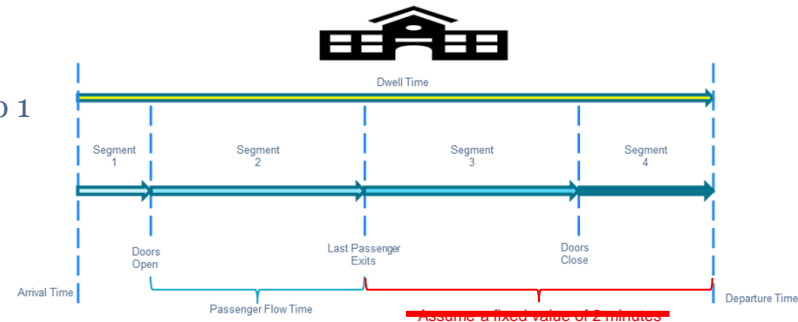 Dwell Time
1
Segment
1
Segment
2
Segment
3
Segment
4
Doors
Open
Last Passenger
Exits
Doors
Close
Arrival Time
Passenger Flow Time
Assume a fixed value of 2 minutes
Departure Time